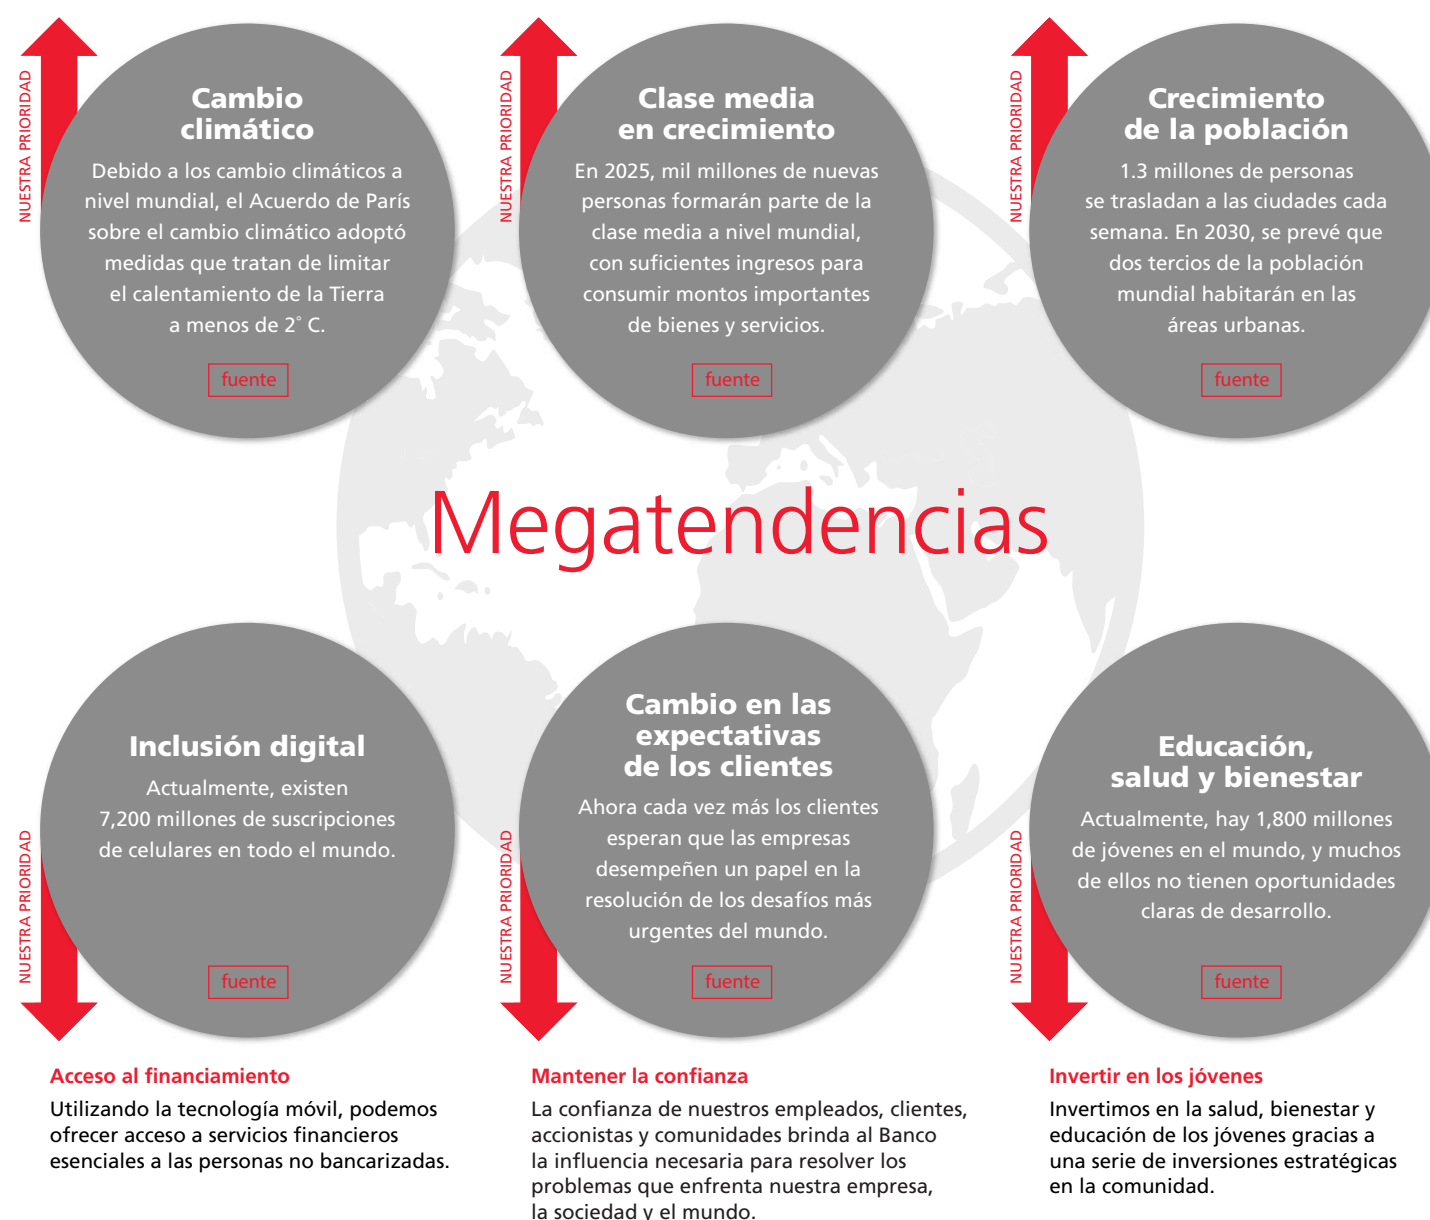 NUESTRA PRIORIDAD
Cambio
climático
Debido a los cambio climáticos a
nivel mundial, el Acuerdo de París
sobre el cambio climático adoptó
medidas que tratan de limitar
el calentamiento de la Tierra
a menos de 2° C.
fuente
NUESTRA PRIORIDAD
Clase media
en crecimiento
En 2025, mil millones de nuevas
personas formarán parte de la
clase media a nivel mundial,
con suficientes ingresos para
consumir montos importantes
de bienes y servicios.
fuente
NUESTRA PRIORIDAD
Crecimiento
de la población
1.3 millones de personas
se trasladan a las ciudades cada
semana. En 2030, se prevé que
dos tercios de la población
mundial habitarán en las
áreas urbanas.
fuente
Megatendencias
NUESTRA PRIORIDAD
Inclusión digital
Actualmente, existen
7,200 millones de suscripciones
de celulares en todo el mundo.
fuente
Acceso al financiamiento
Utilizando la tecnología móvil, podemos
ofrecer acceso a servicios financieros
esenciales a las personas no bancarizadas.
NUESTRA PRIORIDAD
Cambio en las
expectativas
de los clientes
Ahora cada vez más los clientes
esperan que las empresas
desempeñen un papel en la
resolución de los desafíos más
urgentes del mundo.
fuente
Mantener la confianza
La confianza de nuestros empleados, clientes,
accionistas y comunidades brinda al Banco
la influencia necesaria para resolver los
problemas que enfrenta nuestra empresa,
la sociedad y el mundo.
NUESTRA PRIORIDAD
Educación,
salud y bienestar
Actualmente, hay 1,800 millones
de jóvenes en el mundo, y muchos
de ellos no tienen oportunidades
claras de desarrollo.
fuente
Invertir en los jóvenes
Invertimos en la salud, bienestar y
educación de los jóvenes gracias a
una serie de inversiones estratégicas
en la comunidad.